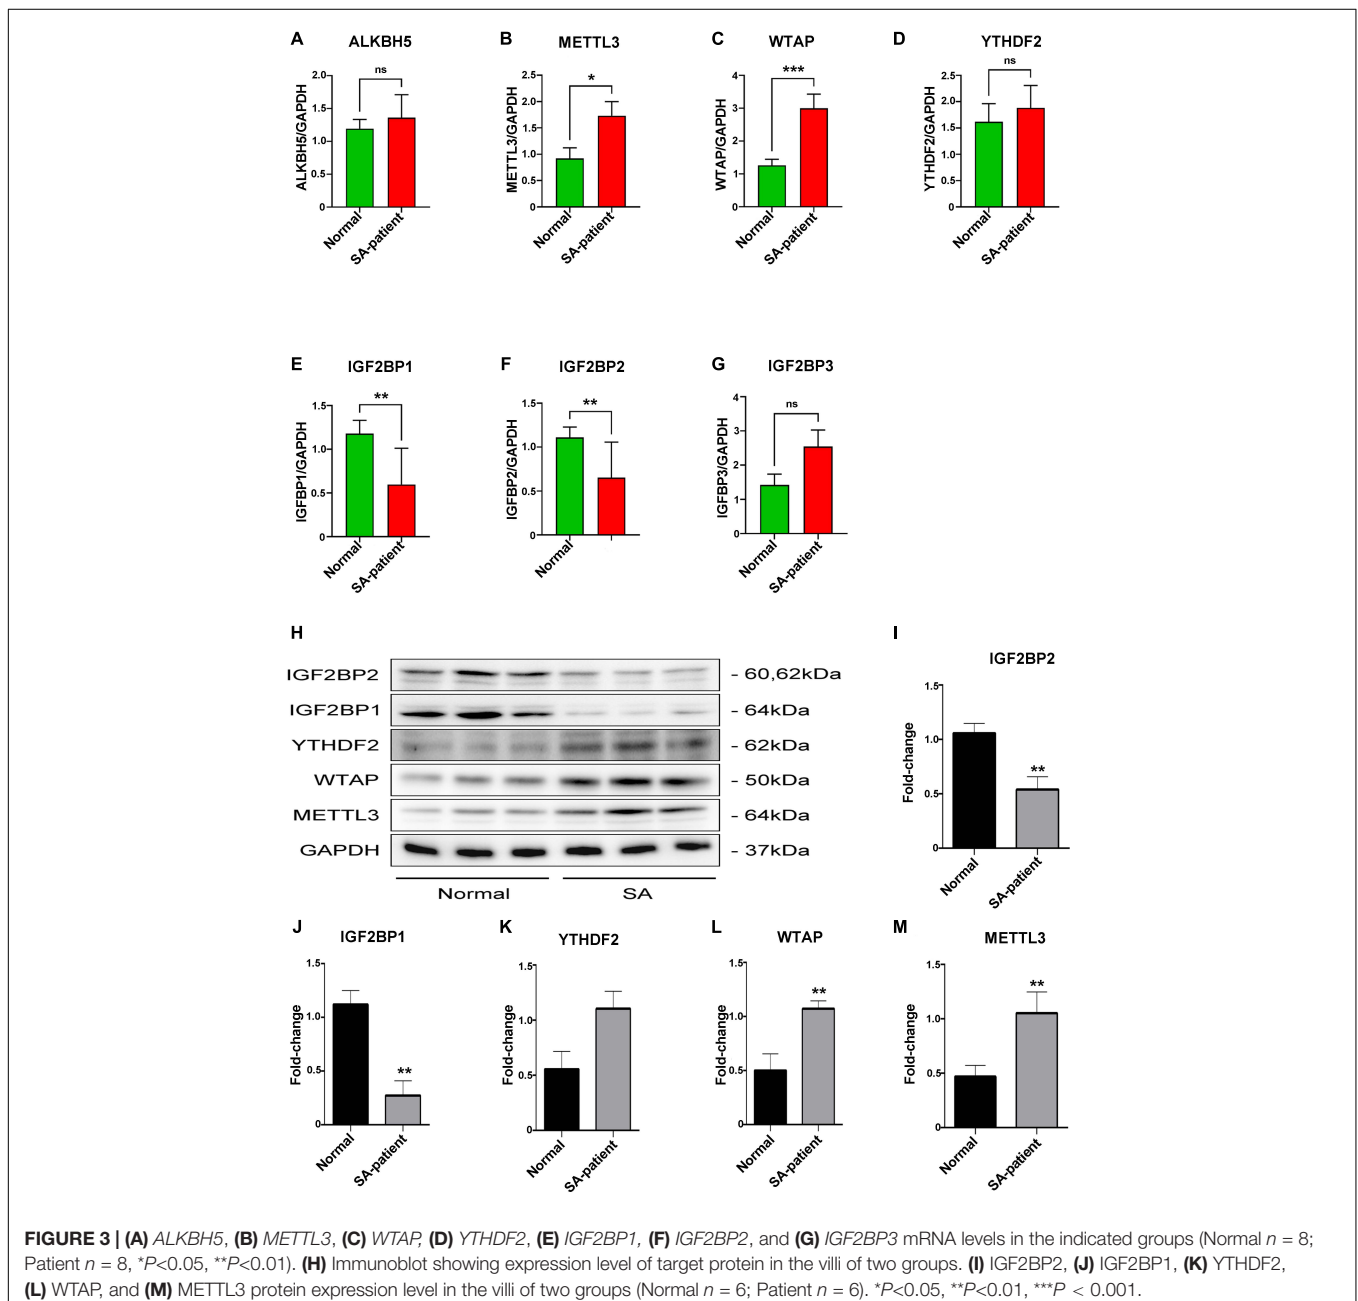 A ALKBH5
ns
2.0
1.5
1.0
0.5
0
ALKBH5/GAPDH
Normal
SA-patient
B METTL3
*
2.5
2.0
1.5
1.0
0.5
0
METTL3/GAPDH
Normal
SA-patient
C WTAP
***
4
3
2
1
0
WTAP/GAPDH
Normal
SA-patient
D YTHDF2
ns
2.5
2.0
1.5
1.0
0.5
0
YTHDF2/GAPDH
Normal
SA-patient
E IGF2BP1
**
1.5
1.0
0.5
0
IGFBP1/GAPDH
Normal
SA-patient
F IGF2BP2
**
1.5
1.0
0.5
0
IGFBP2/GAPDH
Normal
SA-patient
G IGF2BP3
ns
4
3
2
1
0
IGFBP3/GAPDH
Normal
SA-patient
H
IGF2BP2 - 60,62kDa
IGF2BP1 - 64kDa
YTHDF2 - 62kDa
WTAP - 50kDa
METTL3 - 64kDa
GAPDH - 37kDa
Normal SA
I IGF2BP2
1.5
1.0
0.5
0
Fold-change
**
Normal
SA-patient
J IGF2BP1
1.5
1.0
0.5
0
Fold-change
**
Normal
SA-patient
K YTHDF2
1.5
1.0
0.5
0
Fold-change
Normal
SA-patient
L WTAP
1.5
1.0
0.5
0
Fold-change
**
Normal
SA-patient
M METTL3
1.5
1.0
0.5
0
Fold-change
**
Normal
SA-patient
FIGURE 3 | (A) ALKBH5, (B) METTL3, (C) WTAP, (D) YTHDF2, (E) IGF2BP1, (F) IGF2BP2, and (G) IGF2BP3 mRNA levels in the indicated groups (Normal n = 8;
Patient n = 8, *P<0.05, **P<0.01). (H) Immunoblot showing expression level of target protein in the villi of two groups. (I) IGF2BP2, (J) IGF2BP1, (K) YTHDF2,
(L) WTAP, and (M) METTL3 protein expression level in the villi of two groups (Normal n = 6; Patient n = 6). *P<0.05, **P<0.01, ***P < 0.001.